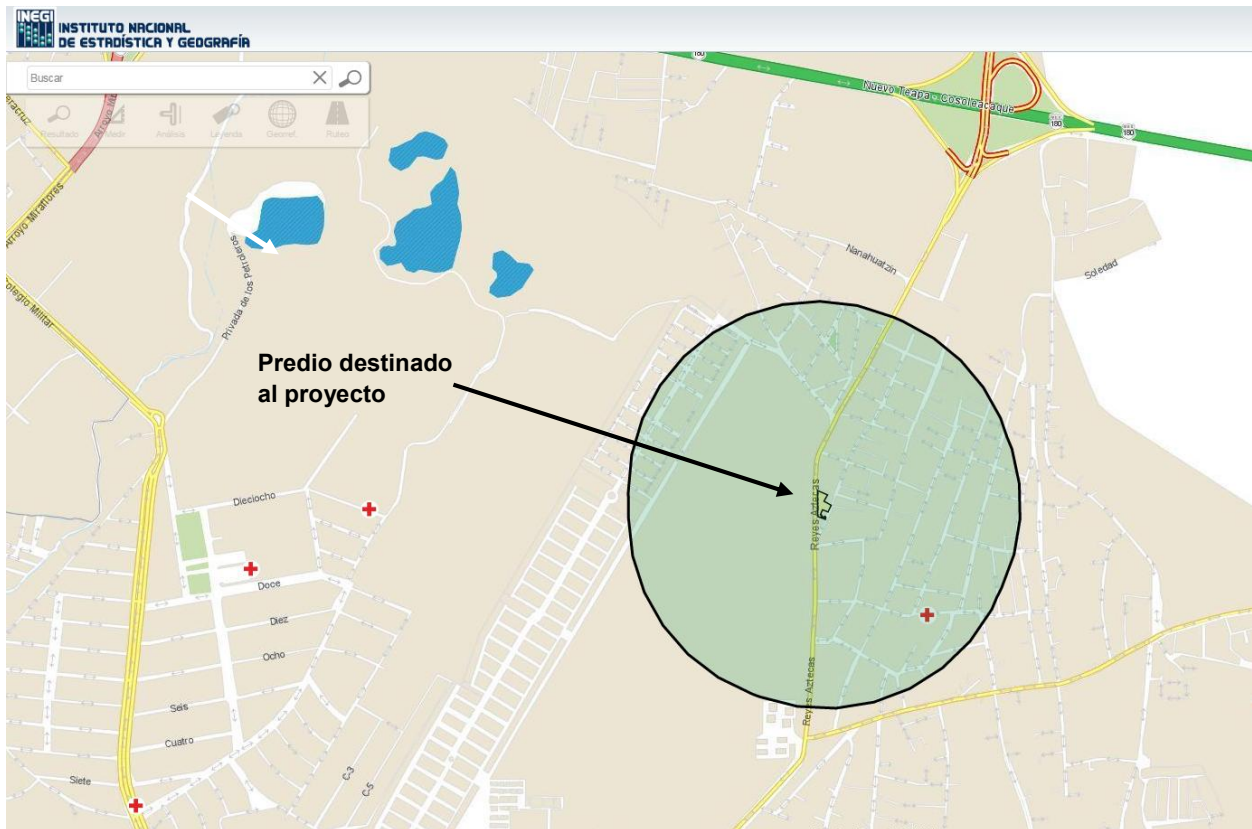 INEGI
INSTITUTO NACIONAL
DE ESTADÍSTICA Y GEOGRAFÍA
Buscar
Resultado
Medir
Análisis
Leyenda
Georref.
Ruteo
Arroyo Miraflores
Colegio Militar
Privada de los Petroleros
180
Nuevo Teapa - Cosoleacaque
180
180
Nanahuatzin
Soledad
Predio destinado
al proyecto
Reyes Aztecas
Reyes Aztecas
Dieciocho
Doce
Diez
Ocho
Seis
Cuatro
Siete
C-3
C-5